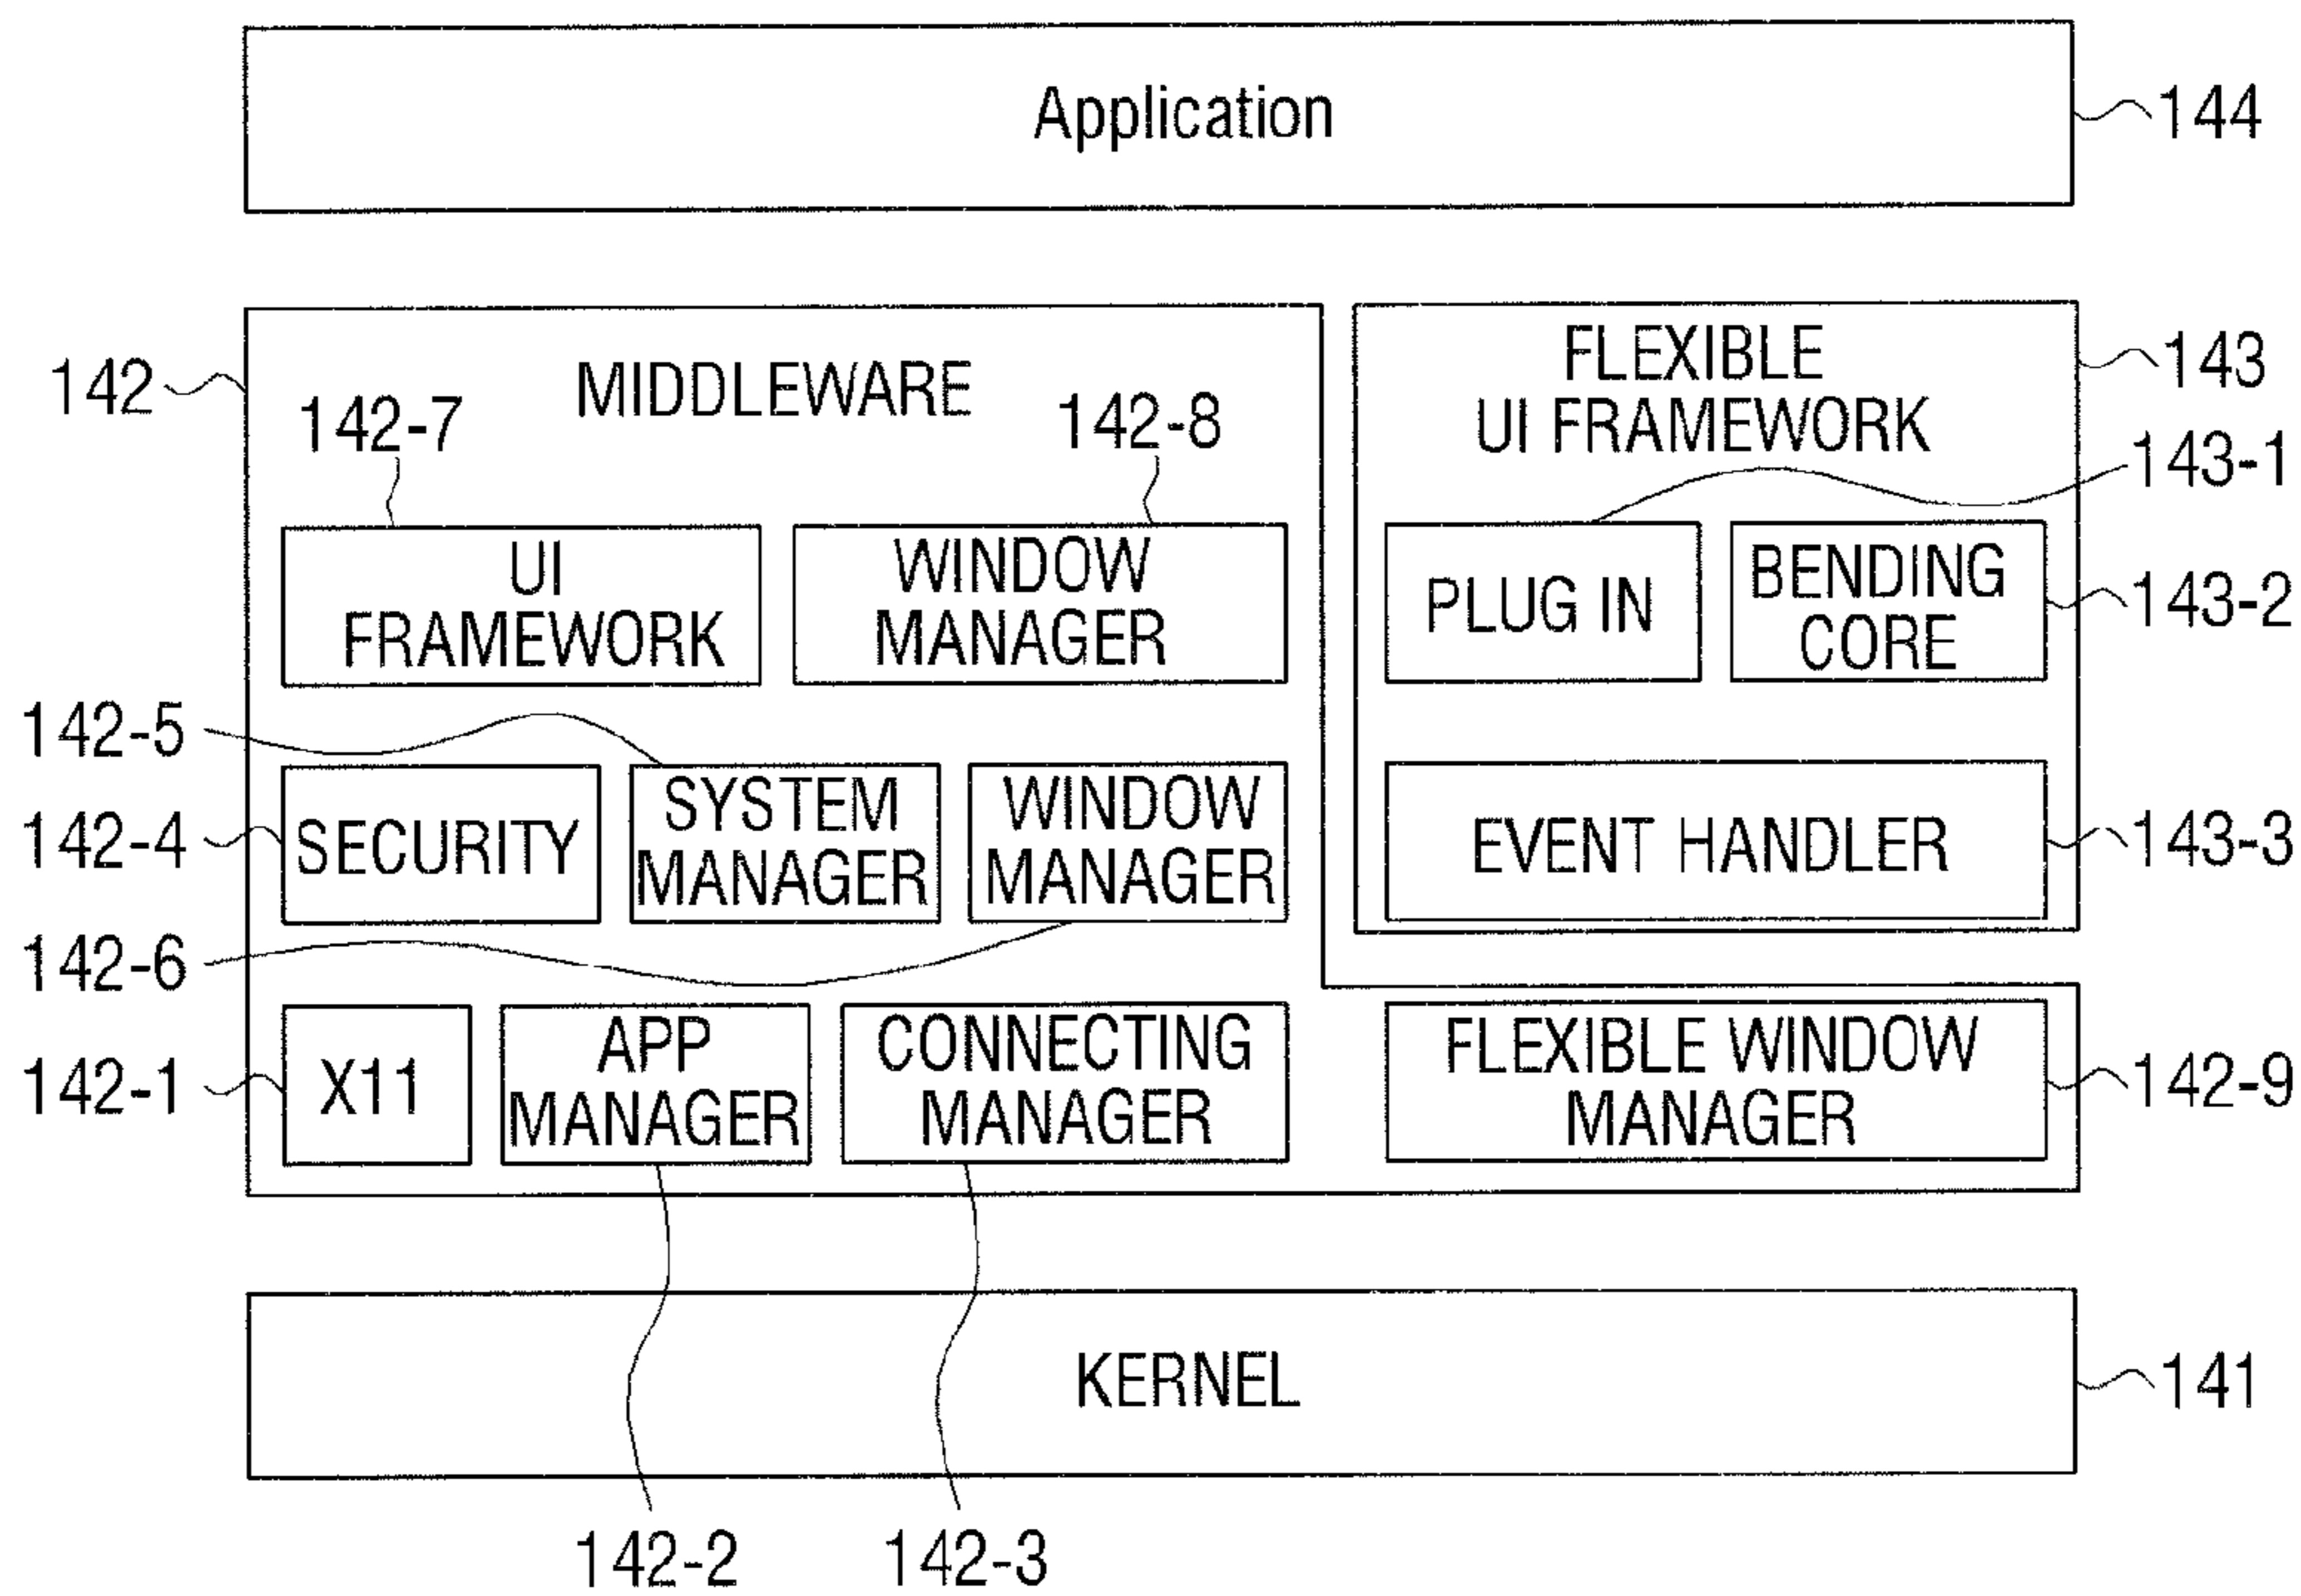 Application
144
142
MIDDLEWARE
142-7
142-8
FLEXIBLE
UI FRAMEWORK
143
143-1
UI
FRAMEWORK
WINDOW
MANAGER
PLUG IN
BENDING
CORE
143-2
142-5
SECURITY
SYSTEM
MANAGER
WINDOW
MANAGER
142-4
EVENT HANDLER
143-3
142-6
142-1
X11
APP
MANAGER
CONNECTING
MANAGER
FLEXIBLE WINDOW
MANAGER
142-9
KERNEL
141
142-2
142-3